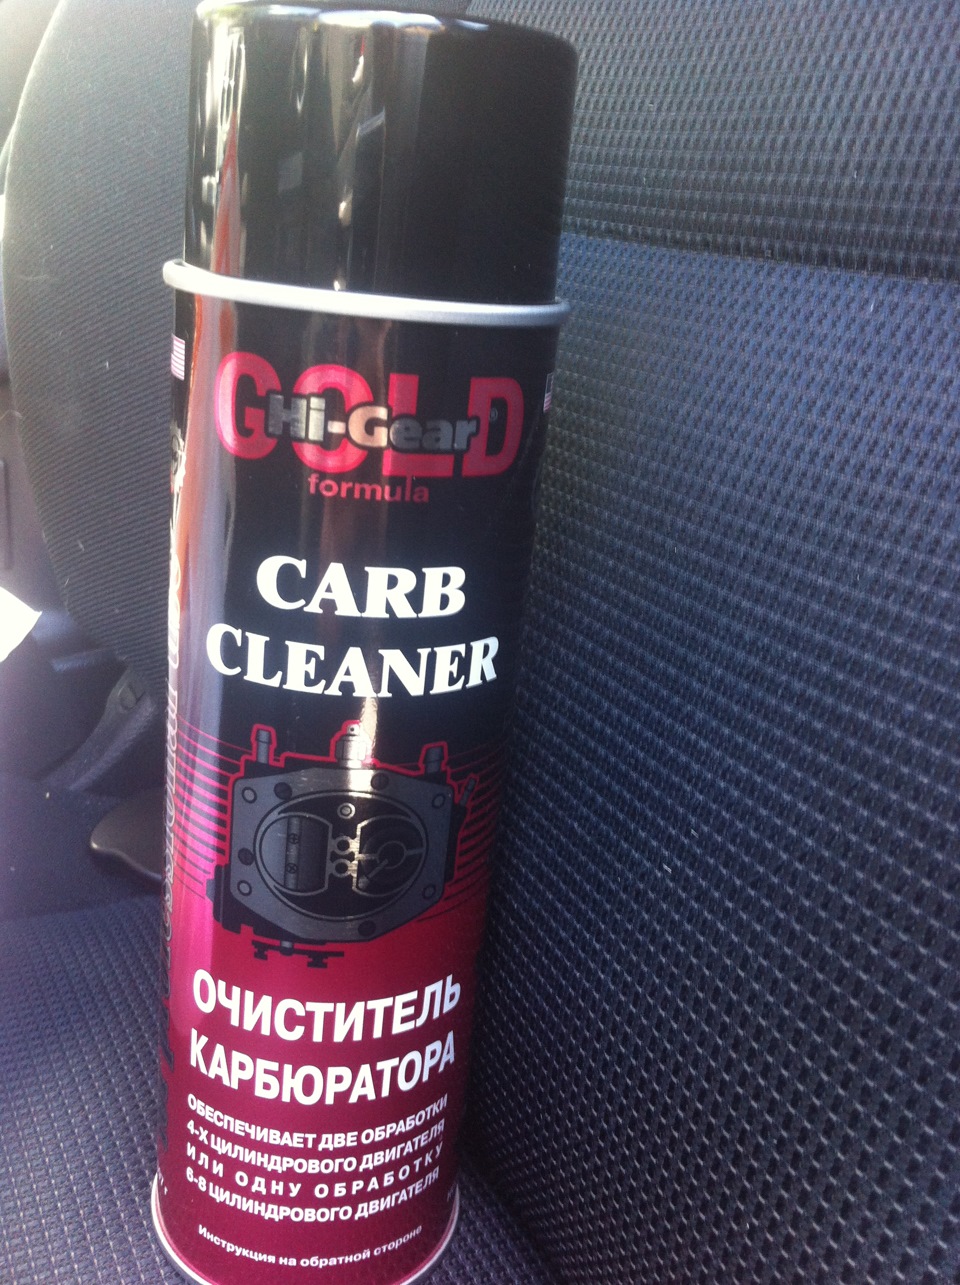 GOLD
Hi-Gear®
formula
CARB
CLEANER
ОЧИСТИТЕЛЬ
КАРБЮРАТОРА
ОБЕСПЕЧИВАЕТ ДВЕ ОБРАБОТКИ
4-Х ЦИЛИНДРОВОГО ДВИГАТЕЛЯ
ИЛИ ОДНУ ОБРАБОТКУ
6-8 ЦИЛИНДРОВОГО ДВИГАТЕЛЯ
Инструкция на обратной стороне